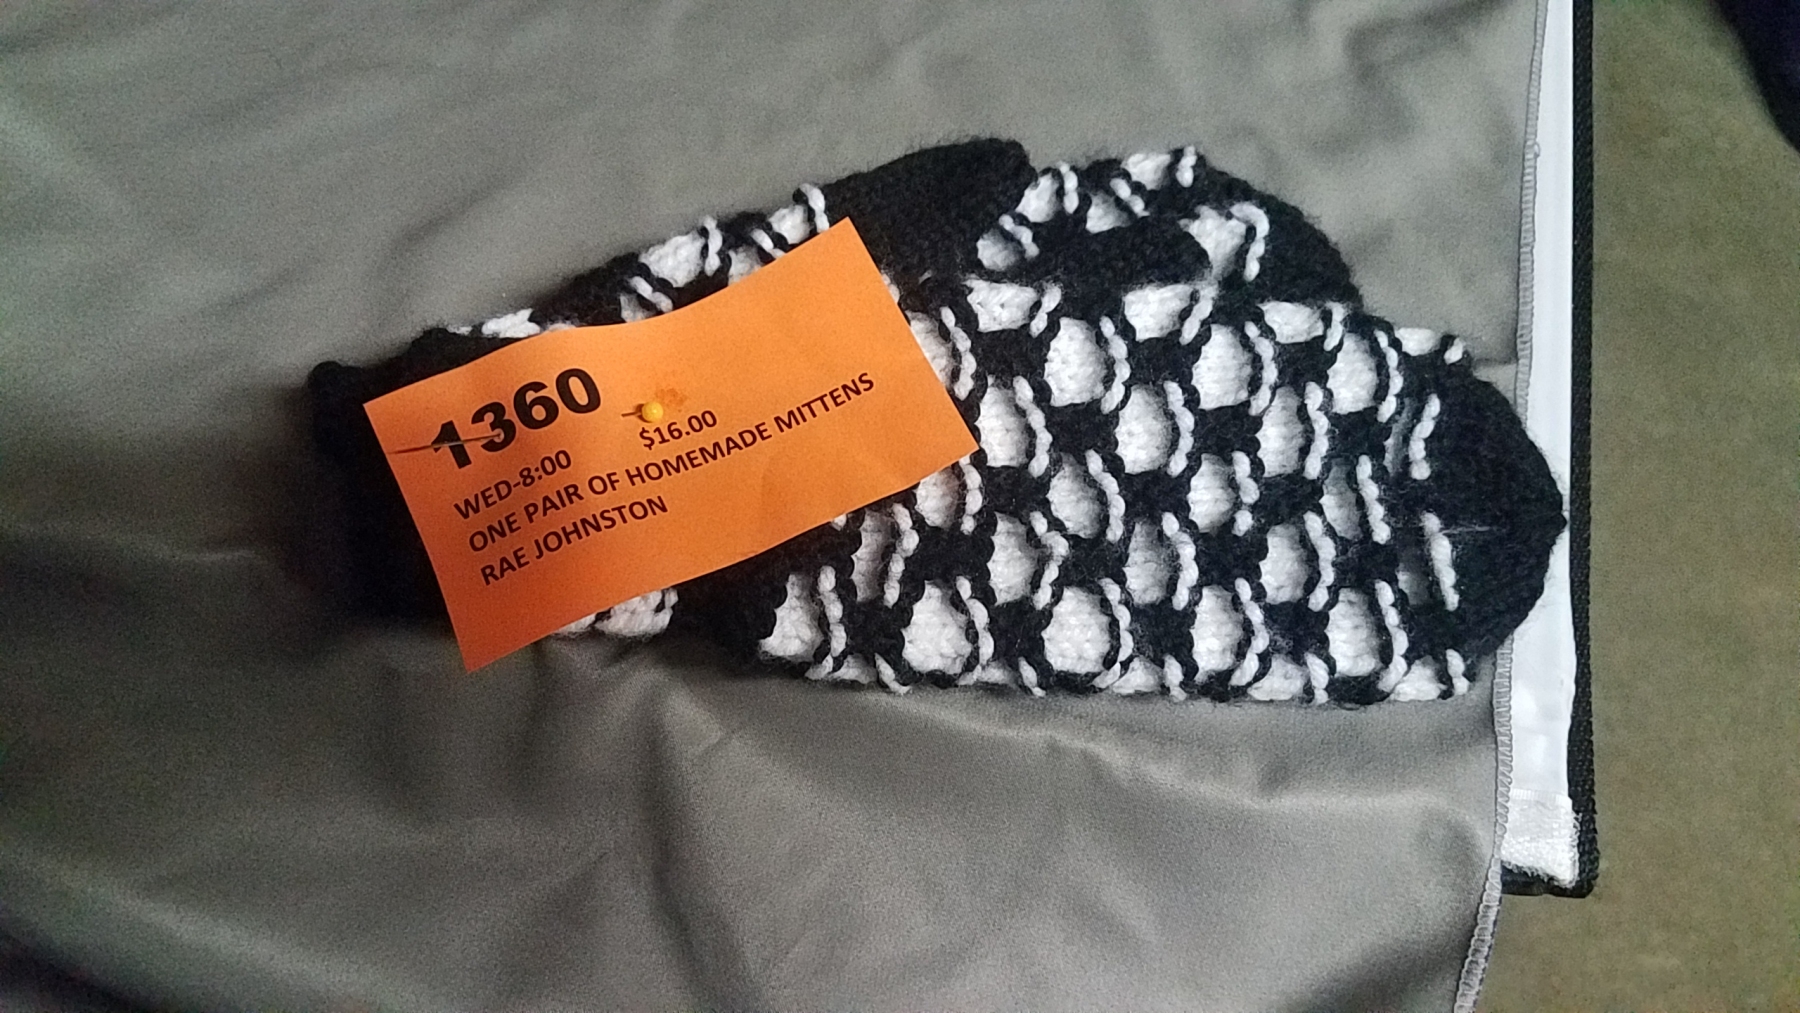 1360
WED-8:00 $16.00
ONE PAIR OF HOMEMADE MITTENS
RAE JOHNSTON